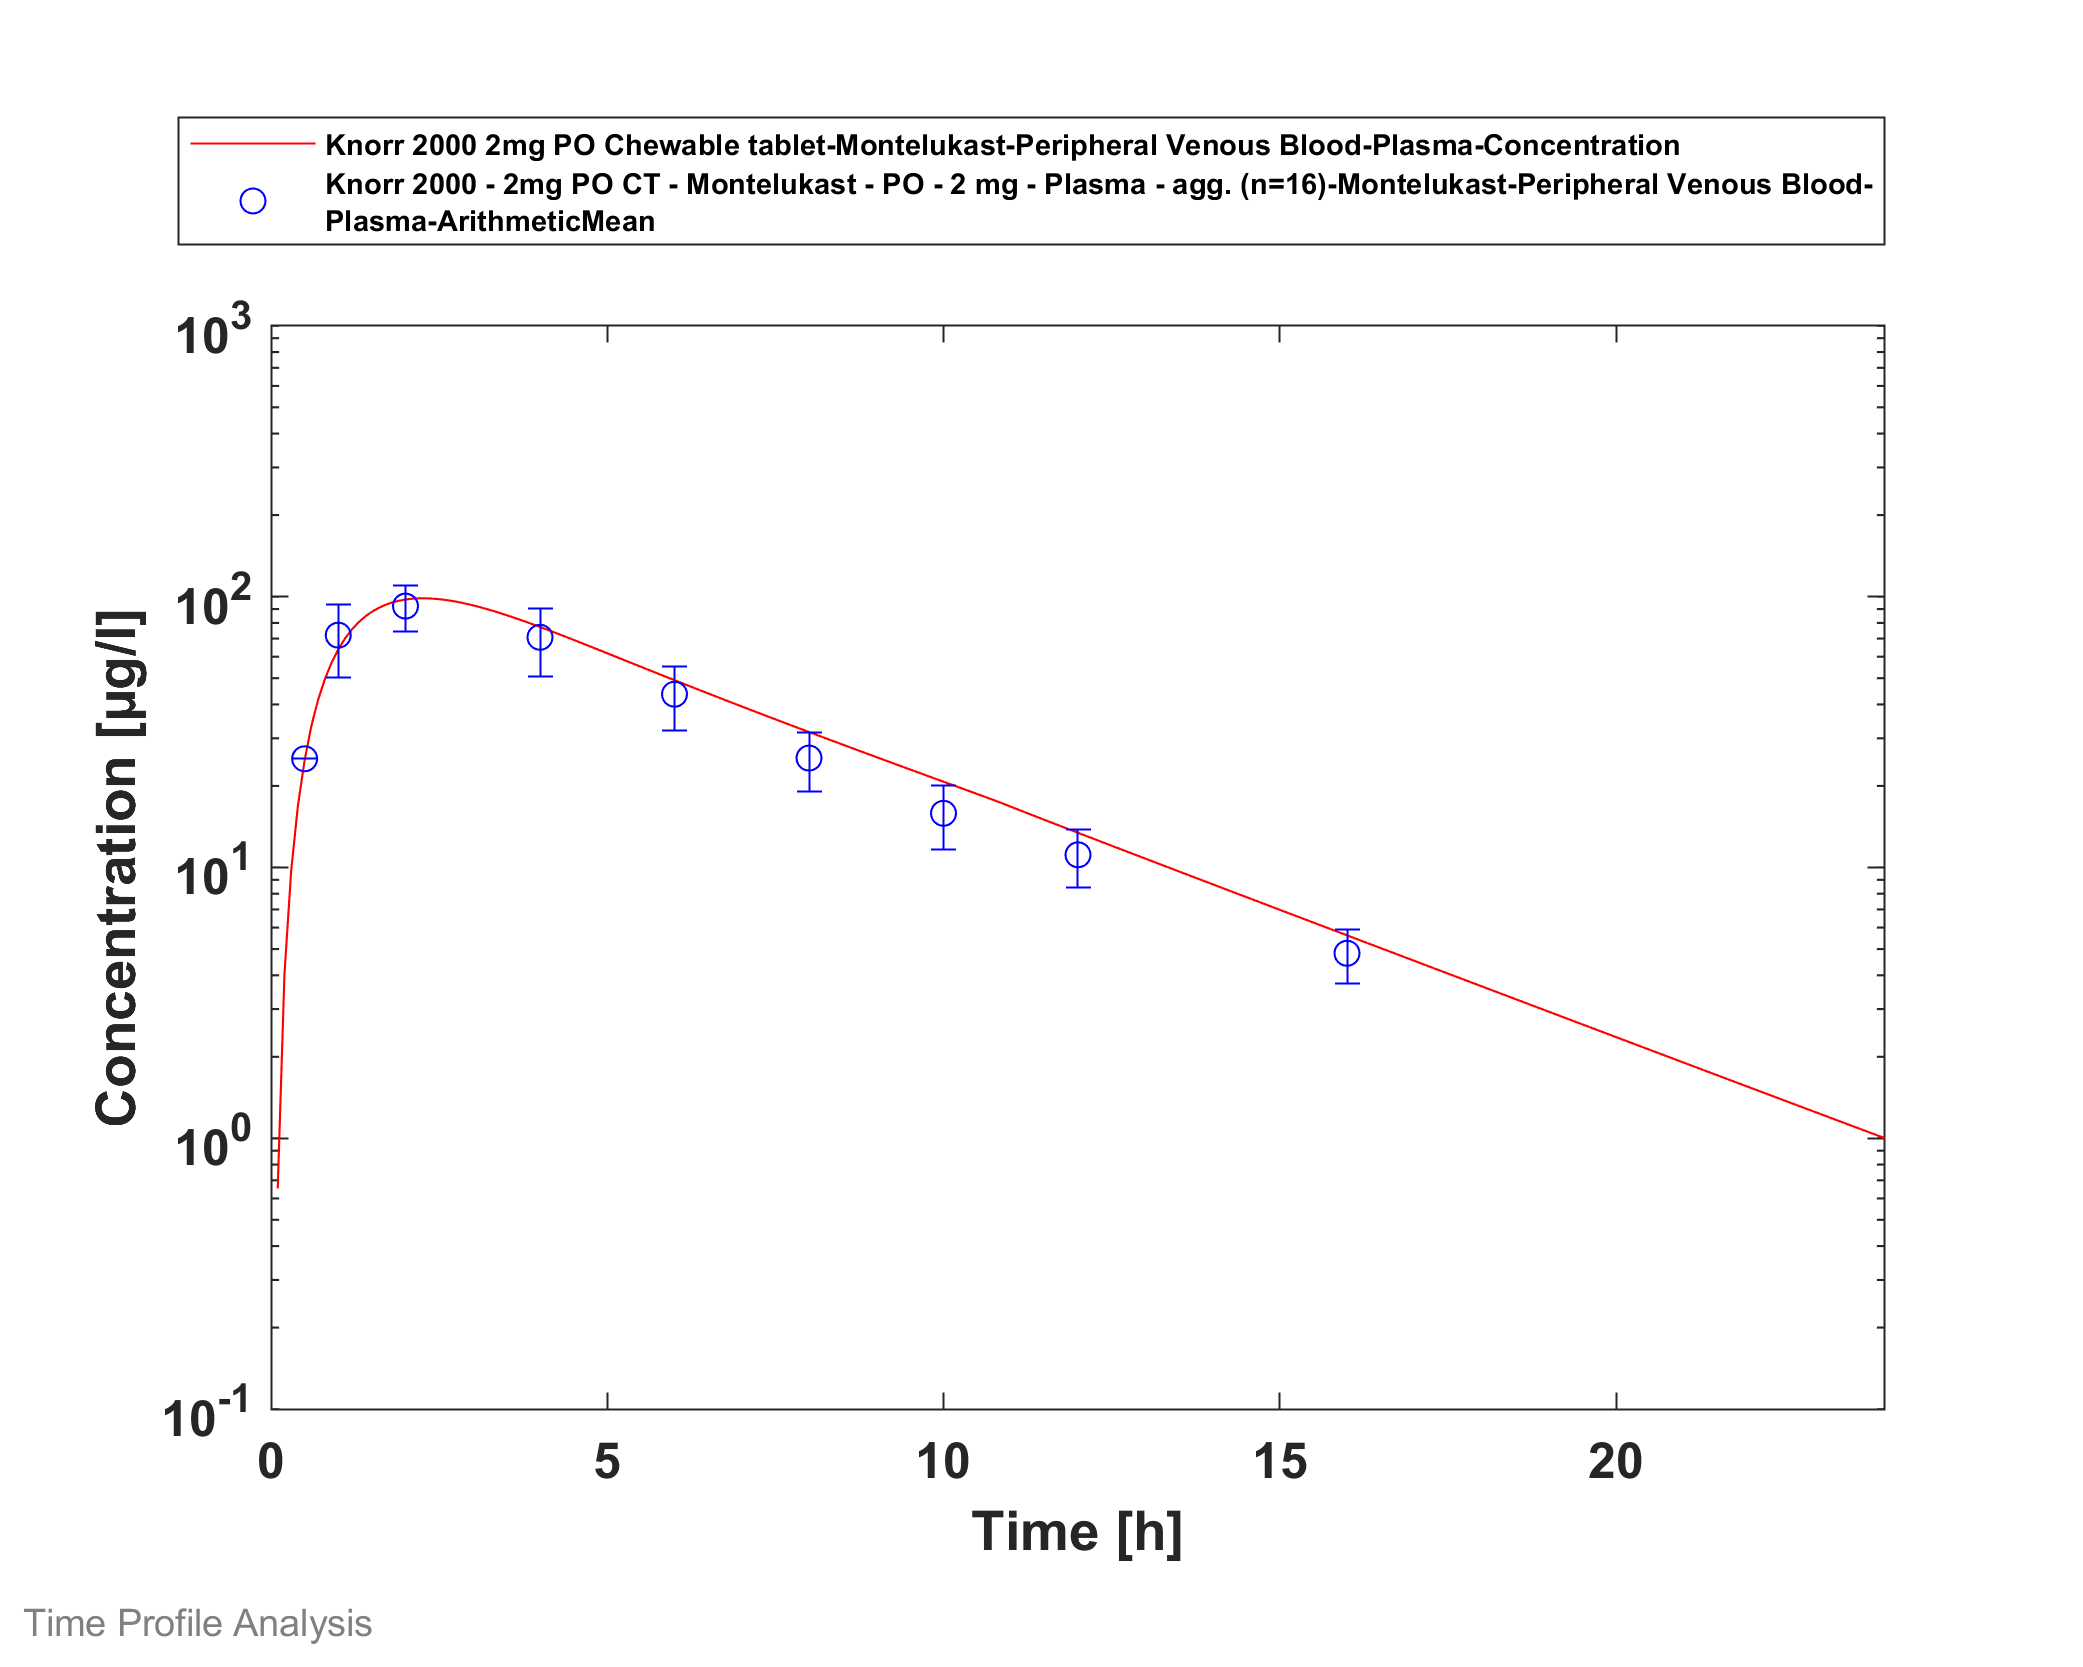 Knorr 2000 2mg PO Chewable tablet-Montelukast-Peripheral Venous Blood-Plasma-Concentration
Knorr 2000 - 2mg PO CT - Montelukast - PO - 2 mg - Plasma - agg. (n=16)-Montelukast-Peripheral Venous Blood-
Plasma-ArithmeticMean
10^3
10^2
10^1
10^0
10^-1
Concentration [µg/l]
0 5 10 15 20
Time [h]
Time Profile Analysis